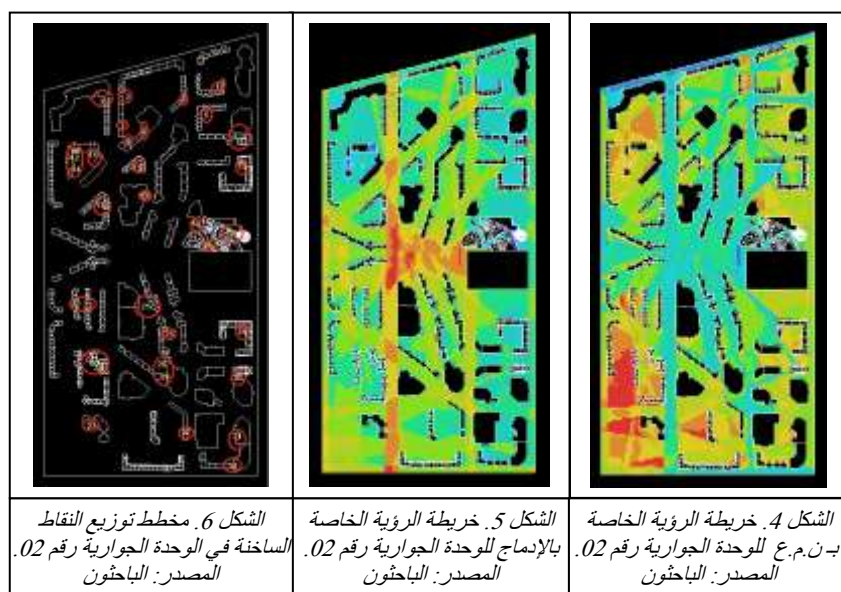 الشكل 4. خريطة الرؤية الخاصة
بـ ن.م.ع للوحدة الجوارية رقم 02.
المصدر: الباحثون
الشكل 5. خريطة الرؤية الخاصة
بالإدماج للوحدة الجوارية رقم 02.
المصدر: الباحثون
الشكل 6. مخطط توزيع النقاط
الساخنة في الوحدة الجوارية رقم 02.
المصدر: الباحثون